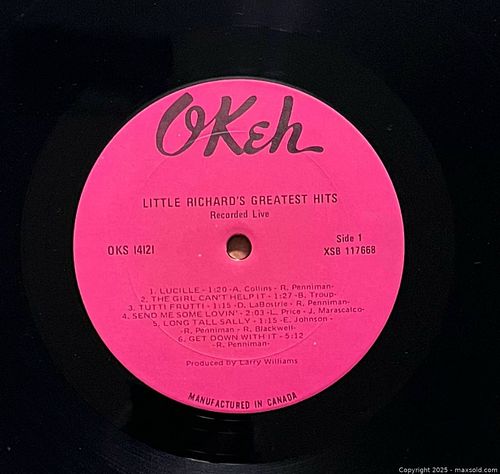 OKeh
LITTLE RICHARD'S GREATEST HITS
Recorded Live
OKS 14121
Side 1
XSB 117668
1. LUCILLE - 1:20 -A. Collins - R. Penniman-
2. THE GIRL CAN'T HELP IT - 1:27 -B. Troup-
3. TUTTI FRUTTI - 1:15 -D. LaBostrie - R. Penniman-
4. SEND ME SOME LOVIN' - 2:03 -L. Price - J. Marascalco-
5. LONG TALL SALLY - 1:15 -E. Johnson -
-R. Penniman - R. Blackwell-
6. GET DOWN WITH IT - 5:12
-R. Penniman-
Produced by Larry Williams
MANUFACTURED IN CANADA
Copyright 2025 - maxsold.com